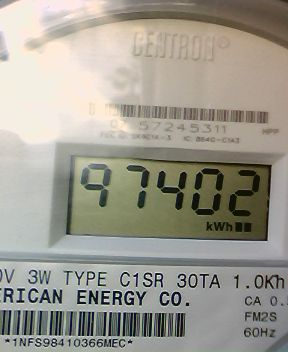 CENTRON®
57245311
HPP
97402
kWh
0V 3W TYPE C1SR 30TA 1.0Kh
ERICAN ENERGY CO.
CA 0.
FM2S
60Hz
*1NFS98410366MEC*